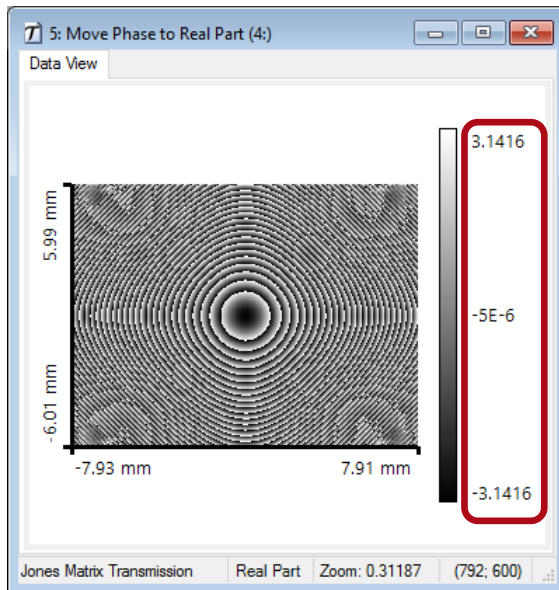 5: Move Phase to Real Part (4:)
Data View
3.1416
5.99 mm
-5E-6
-6.01 mm
-3.1416
-7.93 mm 7.91 mm
Jones Matrix Transmission Real Part Zoom: 0.31187 (792; 600)